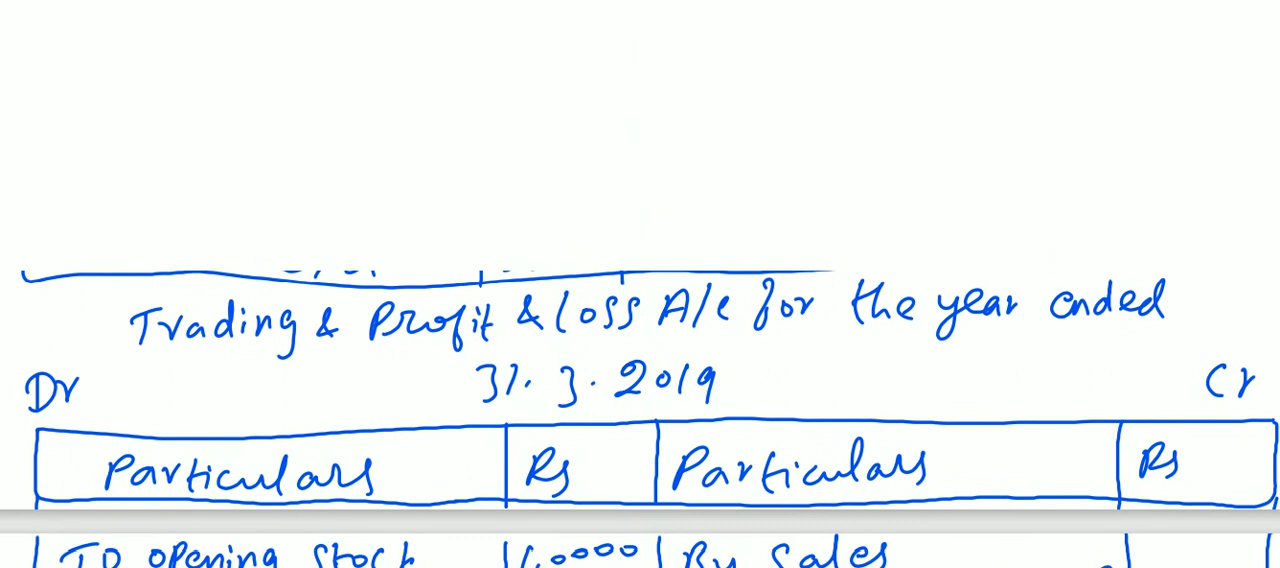 Trading & Profit & Loss A/c for the year ended
Dr 31.3.2019 Cr
Particulars Rs Particulars Rs
To opening stock By sales